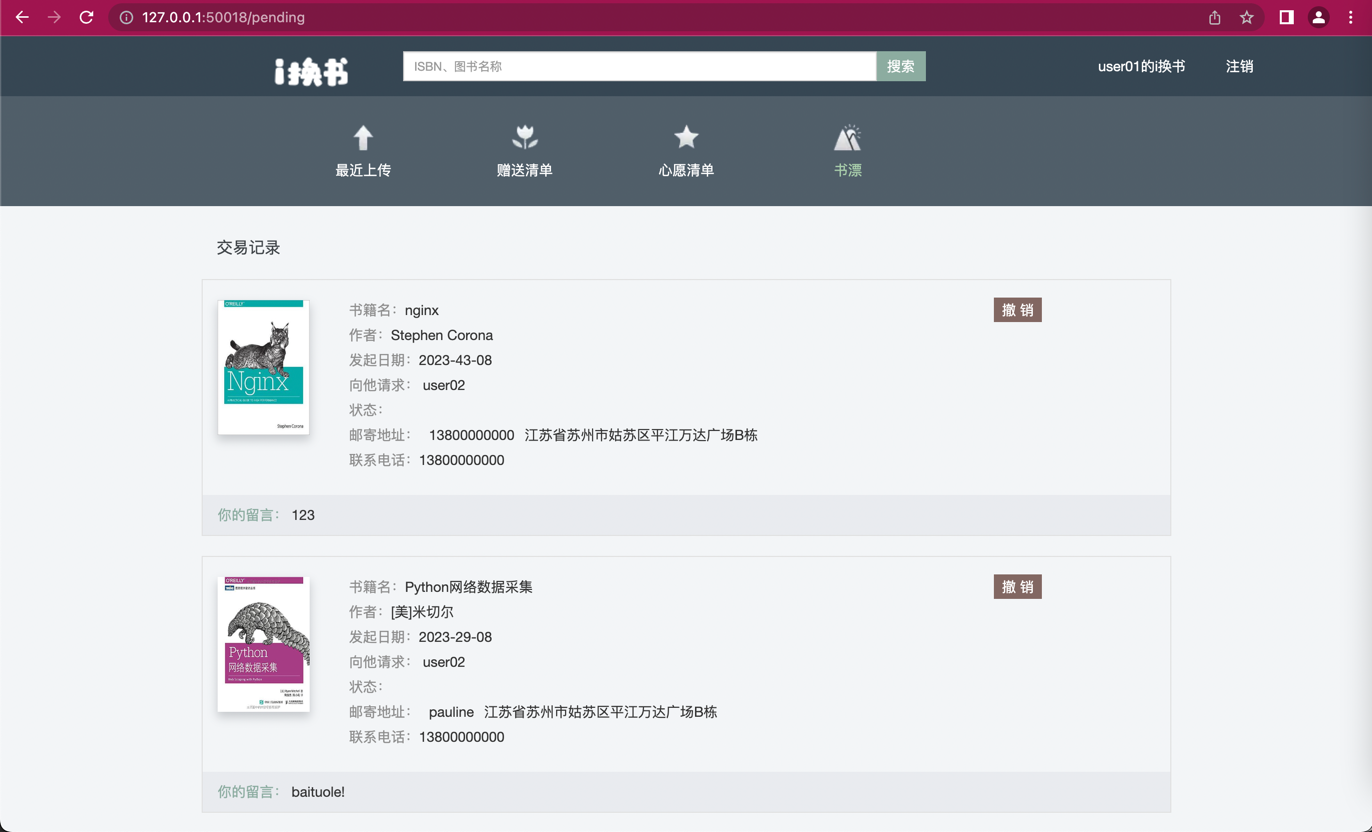 127.0.0.1:50018/pending
i换书
ISBN、图书名称
搜索
user01的i换书
注销
最近上传
赠送清单
心愿清单
书漂
交易记录
O'REILLY
Nginx
Stephen Corona
书籍名：nginx
撤 销
作者：Stephen Corona
发起日期：2023-43-08
向他请求： user02
状态：
邮寄地址： 13800000000 江苏省苏州市姑苏区平江万达广场B栋
联系电话：13800000000
你的留言： 123
O'REILLY
Python
网络数据采集
书籍名：Python网络数据采集
撤 销
作者：[美]米切尔
发起日期：2023-29-08
向他请求： user02
状态：
邮寄地址： pauline 江苏省苏州市姑苏区平江万达广场B栋
联系电话：13800000000
你的留言： baituole!